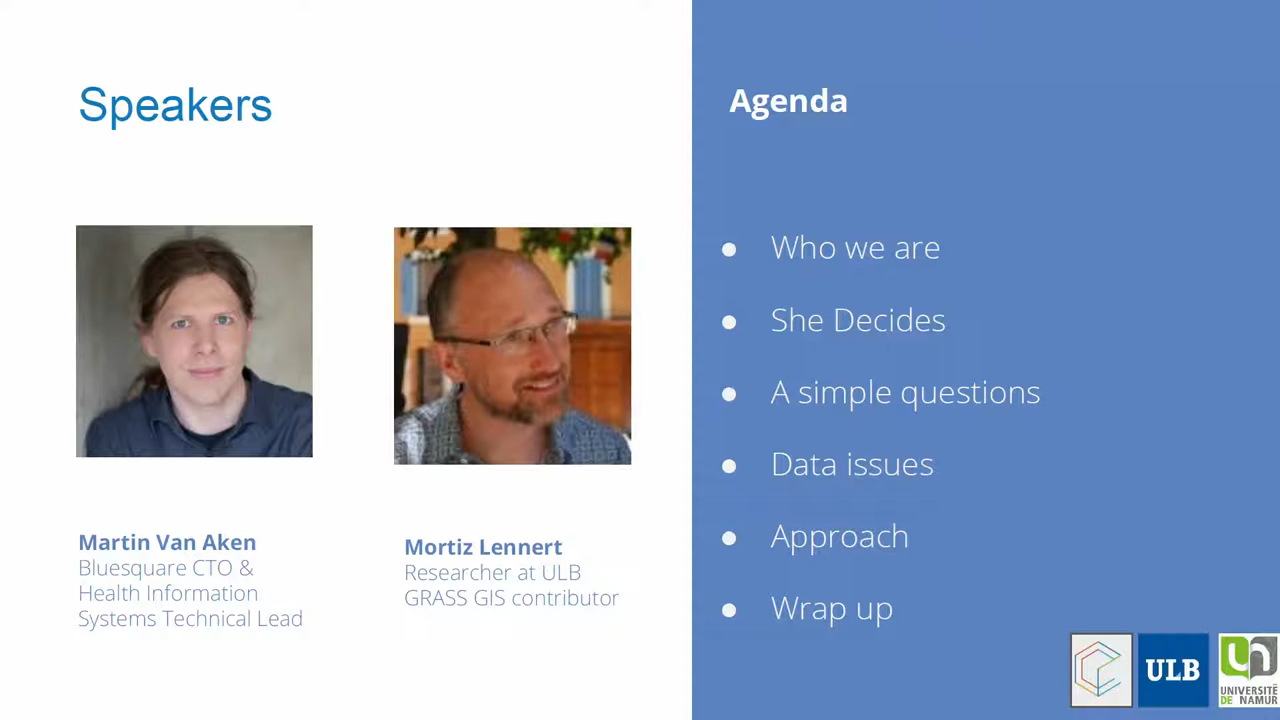 Speakers
Martin Van Aken
Bluesquare CTO &
Health Information
Systems Technical Lead
Mortiz Lennert
Researcher at ULB
GRASS GIS contributor
Agenda
● Who we are
● She Decides
● A simple questions
● Data issues
● Approach
● Wrap up
ULB
UNIVERSITÉ
DE NAMUR